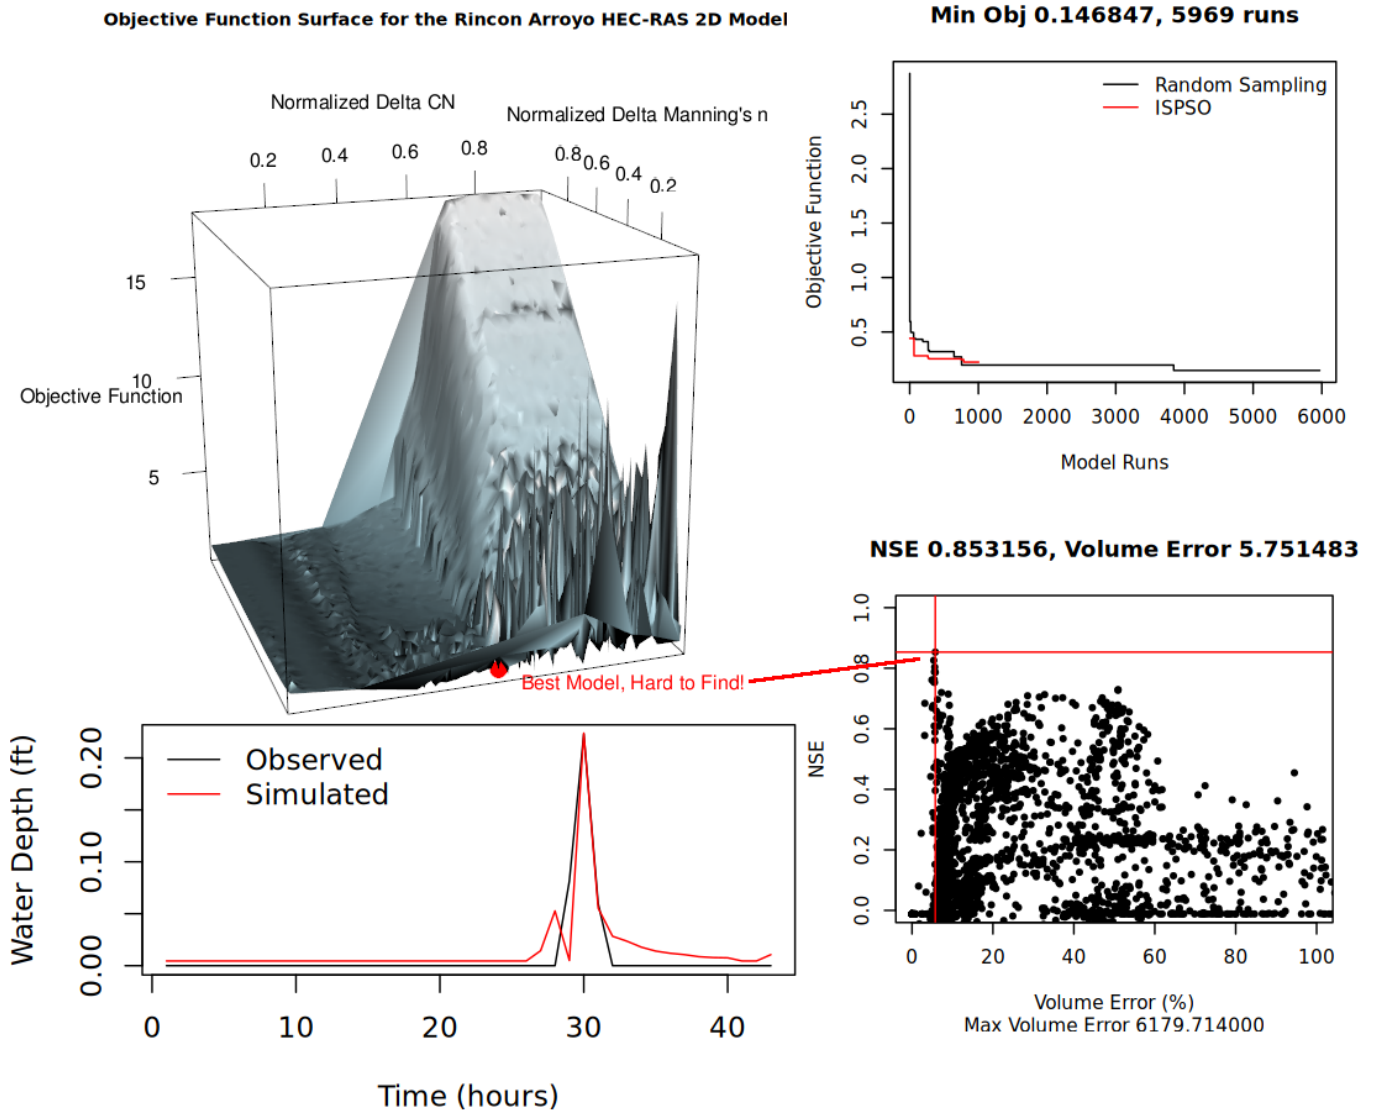 Objective Function Surface for the Rincon Arroyo HEC-RAS 2D Model
Normalized Delta CN
Normalized Delta Manning's n
0.2 0.4 0.6 0.8
0.8 0.6 0.4 0.2
15
10
5
Objective Function
Best Model, Hard to Find!
Min Obj 0.146847, 5969 runs
Random Sampling
ISPSO
Objective Function
2.5
2.0
1.5
1.0
0.5
0 1000 2000 3000 4000 5000 6000
Model Runs
Observed
Simulated
Water Depth (ft)
0.20
0.10
0.00
0 10 20 30 40
Time (hours)
NSE 0.853156, Volume Error 5.751483
NSE
1.0
0.8
0.6
0.4
0.2
0.0
0 20 40 60 80 100
Volume Error (%)
Max Volume Error 6179.714000